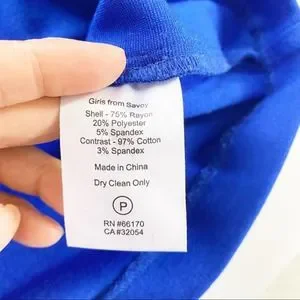 Girls from Savoy
Shell - 75% Rayon
20% Polyester
5% Spandex
Contrast - 97% Cotton
3% Spandex
Made in China
Dry Clean Only
P
RN #66170
CA #32054